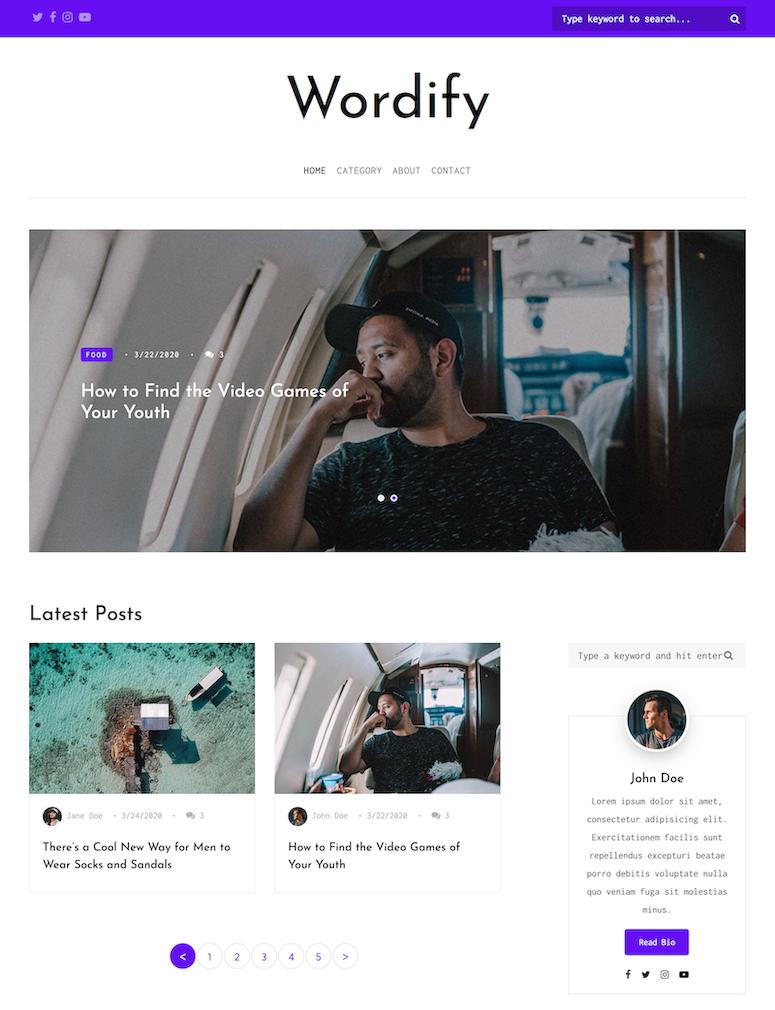 Type keyword to search...
Wordify
HOME CATEGORY ABOUT CONTACT
FOOD • 3/22/2020 • 3
How to Find the Video Games of
Your Youth
Latest Posts
Jane Doe • 3/24/2020 • 3
There's a Cool New Way for Men to
Wear Socks and Sandals
John Doe • 3/22/2020 • 3
How to Find the Video Games of
Your Youth
< 1 2 3 4 5 >
Type a keyword and hit enter
John Doe
Lorem ipsum dolor sit amet,
consectetur adipisicing elit.
Exercitationem facilis sunt
repellendus excepturi beatae
porro debitis voluptate nulla
quo veniam fuga sit molestias
minus.
Read Bio